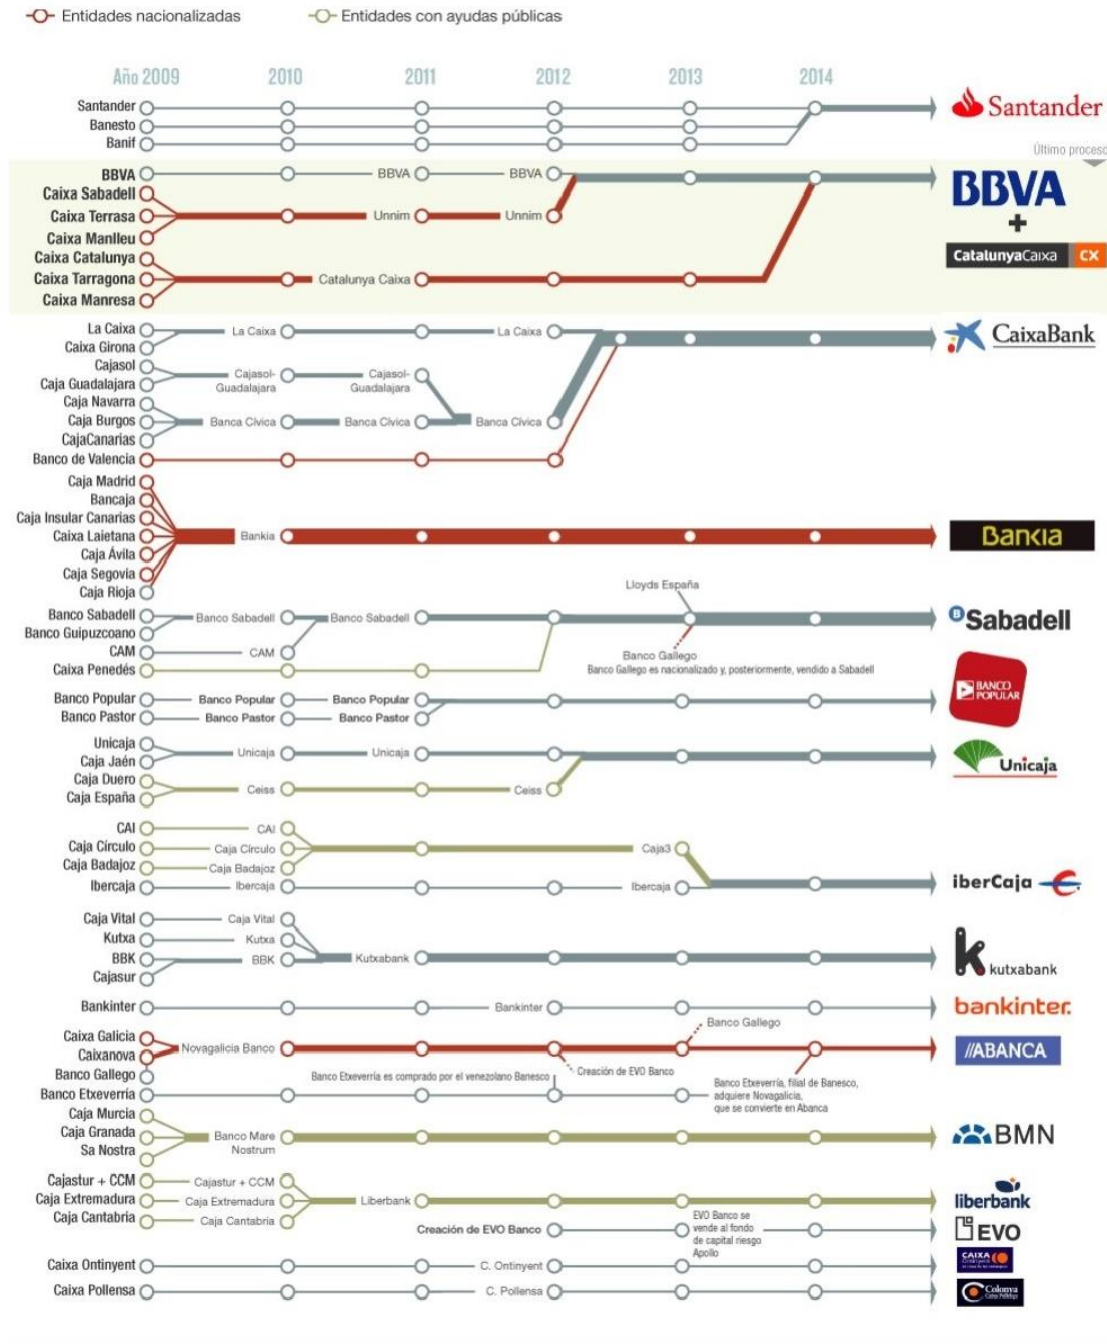 Entidades nacionalizadas
Entidades con ayudas públicas
Año 2009 2010 2011 2012 2013 2014
Santander
Banesto
Banif
Santander
Último proceso
BBVA BBVA BBVA
Caixa Sabadell
Caixa Terrasa Unnim Unnim
Caixa Manlleu
Caixa Catalunya
Caixa Tarragona Catalunya Caixa
Caixa Manresa
BBVA
+
CatalunyaCaixa CX
La Caixa La Caixa La Caixa
Caixa Girona
CaixaBank
Cajasol Cajasol-Guadalajara Cajasol-Guadalajara
Caja Guadalajara
Caja Navarra
Caja Burgos Banca Cívica Banca Cívica Banca Cívica
CajaCanarias
Banco de Valencia
Caja Madrid
Bancaja
Caja Insular Canarias
Caixa Laietana Bankia
Caja Ávila
Caja Segovia
Caja Rioja
Bankia
Lloyds España
Banco Sabadell Banco Sabadell Banco Sabadell
Banco Guipuzcoano
CAM CAM
Caixa Penedés
Banco Gallego
Banco Gallego es nacionalizado y, posteriormente, vendido a Sabadell
B Sabadell
Banco Popular Banco Popular Banco Popular
Banco Pastor Banco Pastor Banco Pastor
BANCO
POPULAR
Unicaja Unicaja Unicaja
Caja Jaén
Caja Duero Ceiss Ceiss
Caja España
Unicaja
CAI CAI
Caja Círculo Caja Círculo Caja3
Caja Badajoz Caja Badajoz
Ibercaja Ibercaja Ibercaja
iberCaja
Caja Vital Caja Vital
Kutxa Kutxa
BBK BBK Kutxabank
Cajasur
k kutxabank
Bankinter Bankinter
bankinter.
Caixa Galicia
Caixanova Novagalicia Banco
Banco Gallego
Banco Gallego
Creación de EVO Banco
Banco Etxeverría es comprado por el venezolano Banesco
Banco Etxeverria
Banco Etxeverría, filial de Banesco,
adquiere Novagalicia,
que se convierte en Abanca
//ABANCA
Caja Murcia
Caja Granada Banco Mare
Nostrum
Sa Nostra
BMN
Cajastur + CCM Cajastur + CCM
Caja Extremadura Caja Extremadura Liberbank
Caja Cantabria Caja Cantabria
liberbank
Creación de EVO Banco
EVO Banco se
vende al fondo
de capital riesgo
Apollo
EVO
Caixa Ontinyent C. Ontinyent
CAIXA
Caixa Pollensa C. Pollensa
Colonya